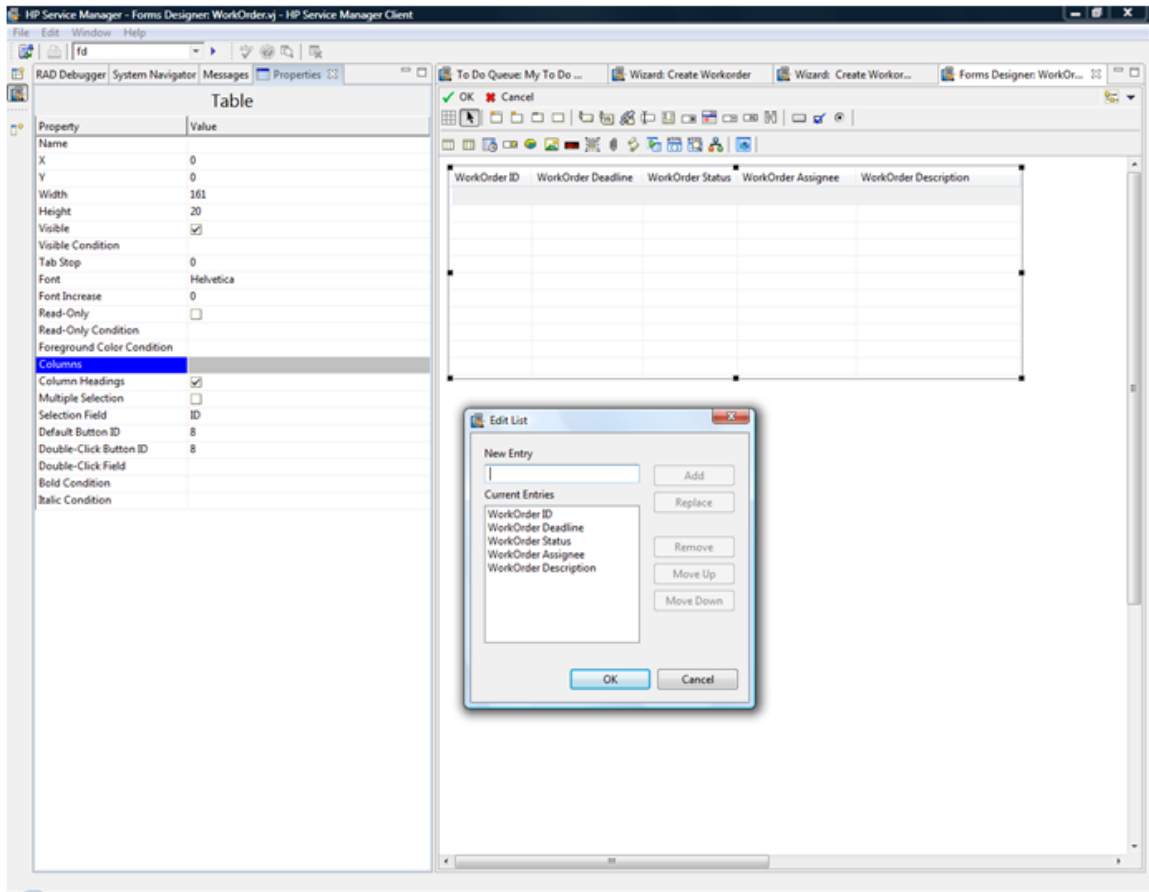 HP Service Manager - Forms Designer: WorkOrder.vj - HP Service Manager Client
File Edit Window Help
fd
RAD Debugger System Navigator Messages Properties
Table
Property Value
Name
X 0
Y 0
Width 161
Height 20
Visible
Visible Condition
Tab Stop 0
Font Helvetica
Font Increase 0
Read-Only
Read-Only Condition
Foreground Color Condition
Columns
Column Headings
Multiple Selection
Selection Field ID
Default Button ID 8
Double-Click Button ID 8
Double-Click Field
Bold Condition
Italic Condition
To Do Queue: My To Do ... Wizard: Create Workorder Wizard: Create Workor... Forms Designer: WorkOr...
OK Cancel
WorkOrder ID WorkOrder Deadline WorkOrder Status WorkOrder Assignee WorkOrder Description
Edit List
New Entry
Add
Current Entries
Replace
WorkOrder ID
WorkOrder Deadline
WorkOrder Status
WorkOrder Assignee
WorkOrder Description
Remove
Move Up
Move Down
OK Cancel